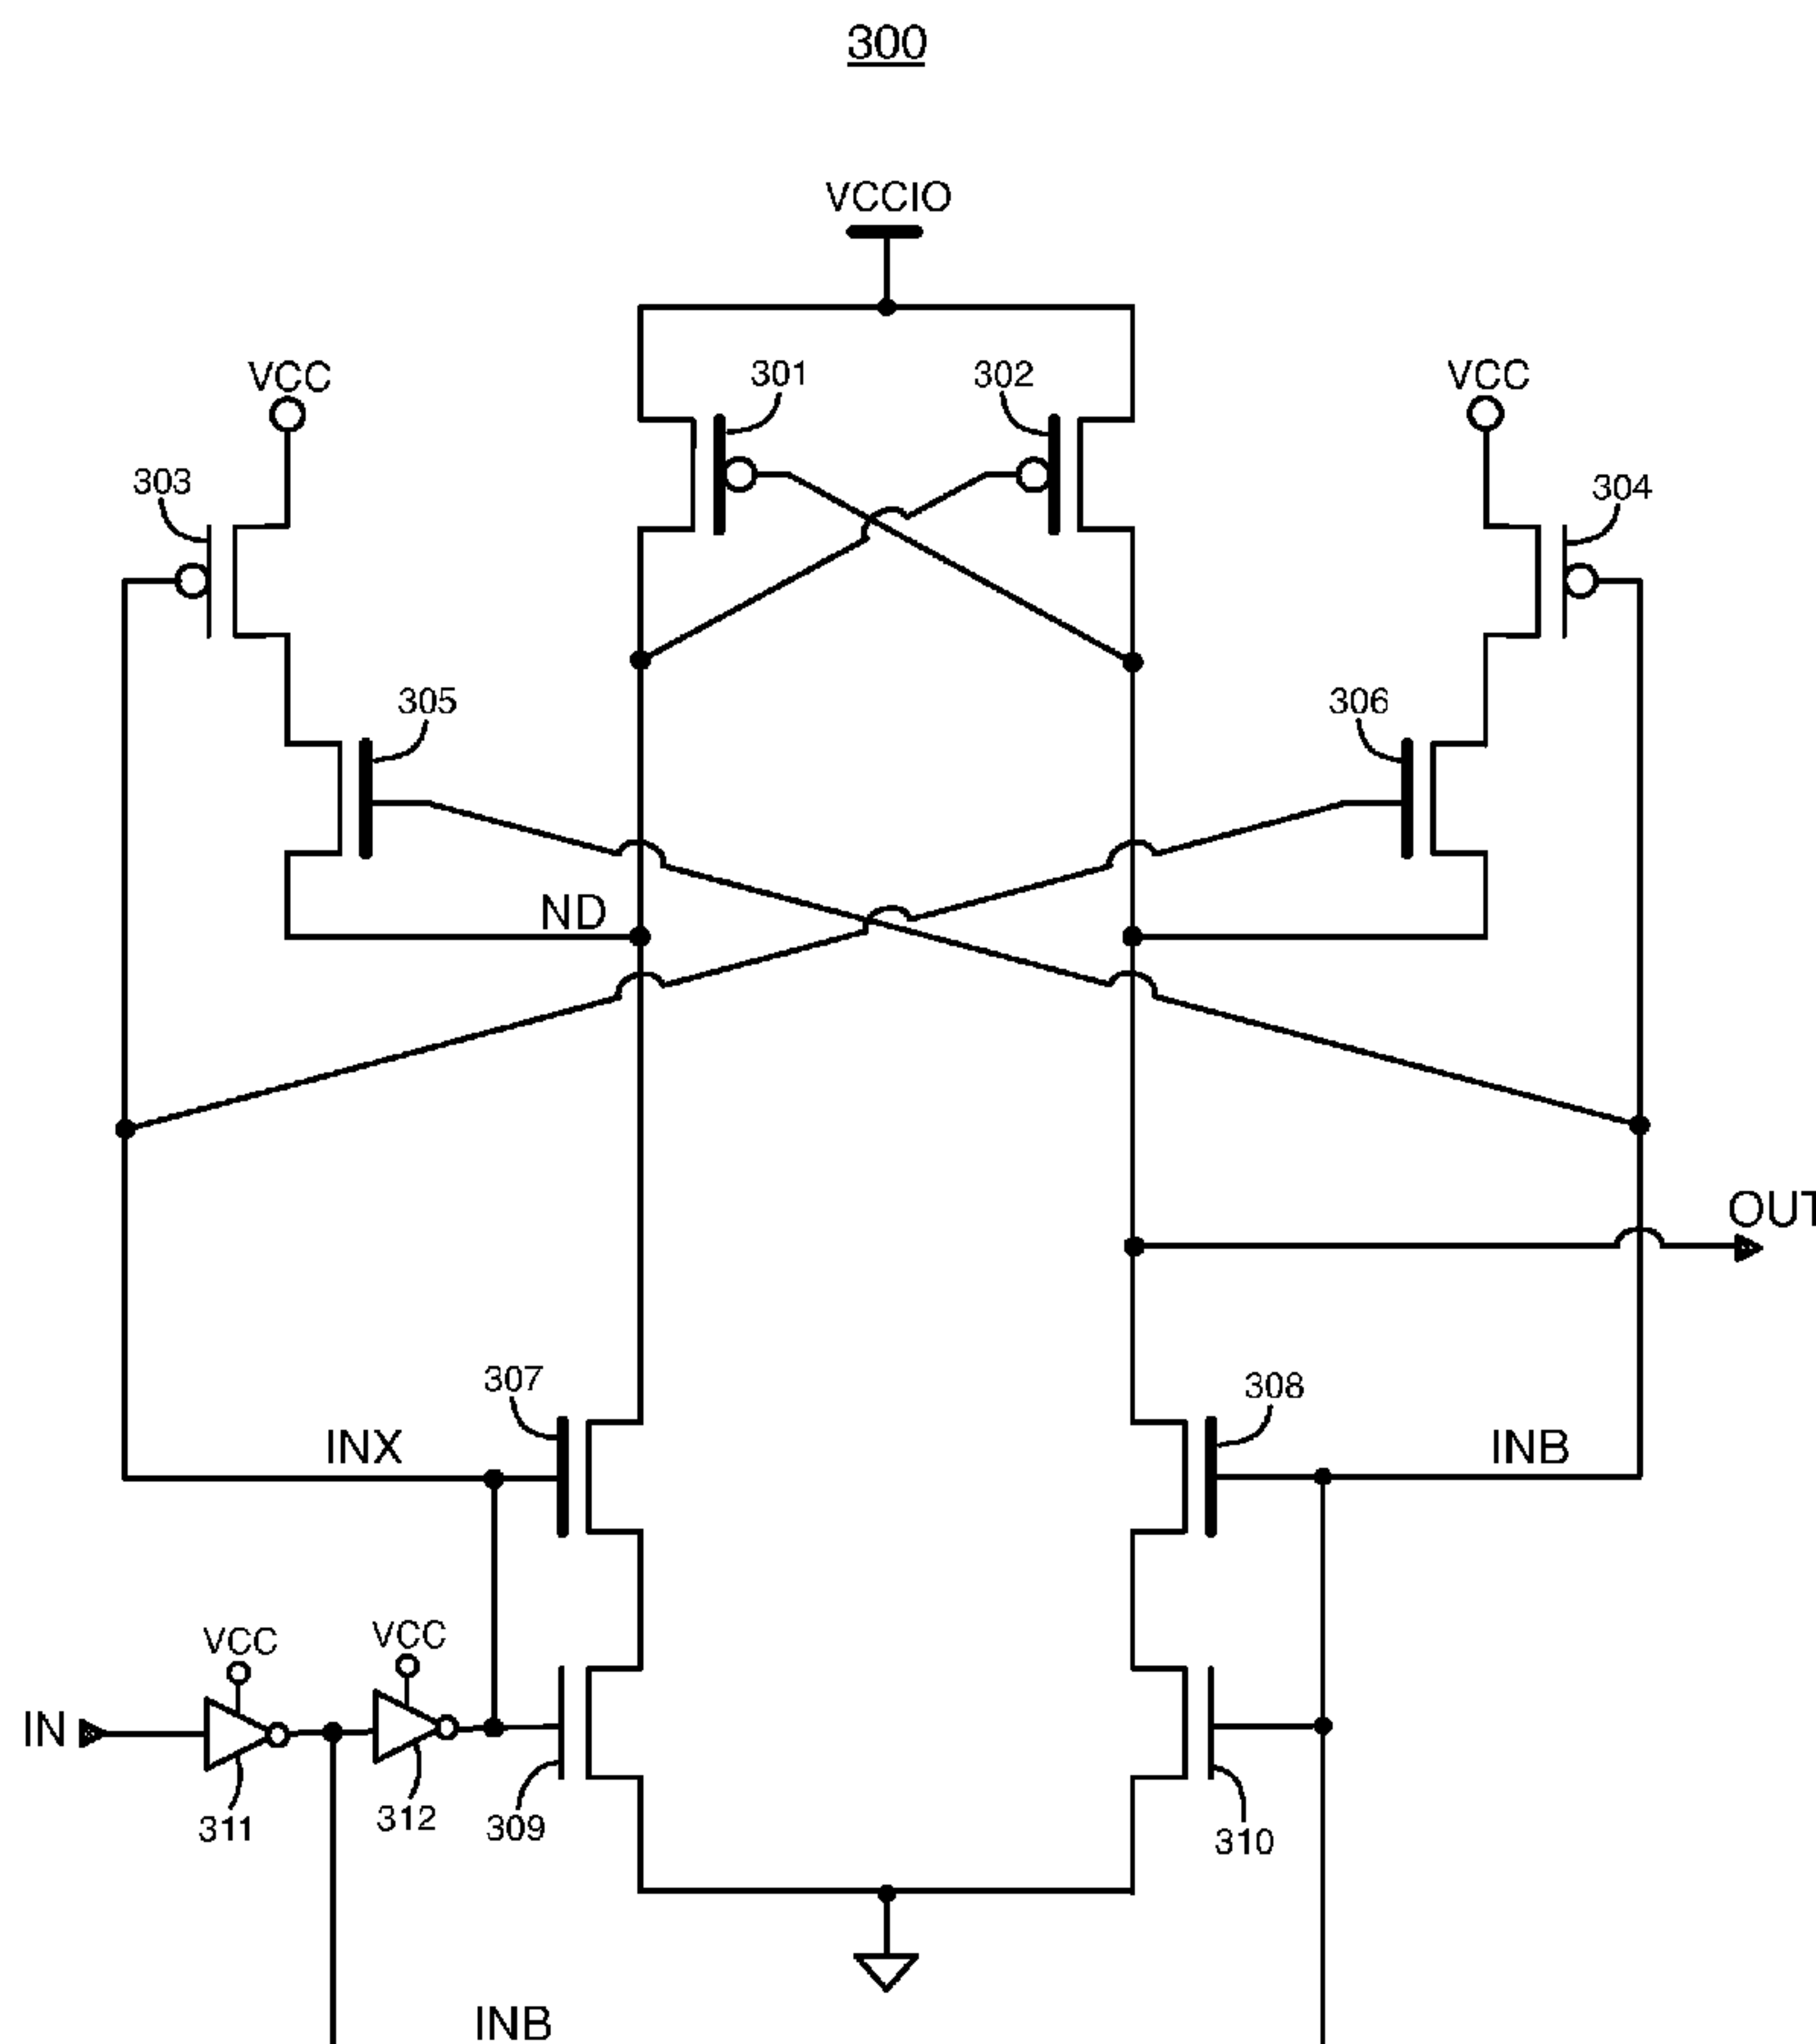 300
VCCIO
VCC
301
302
VCC
303
304
305
306
ND
OUT
307
308
INX
INB
VCC
VCC
IN
311
312
309
310
INB